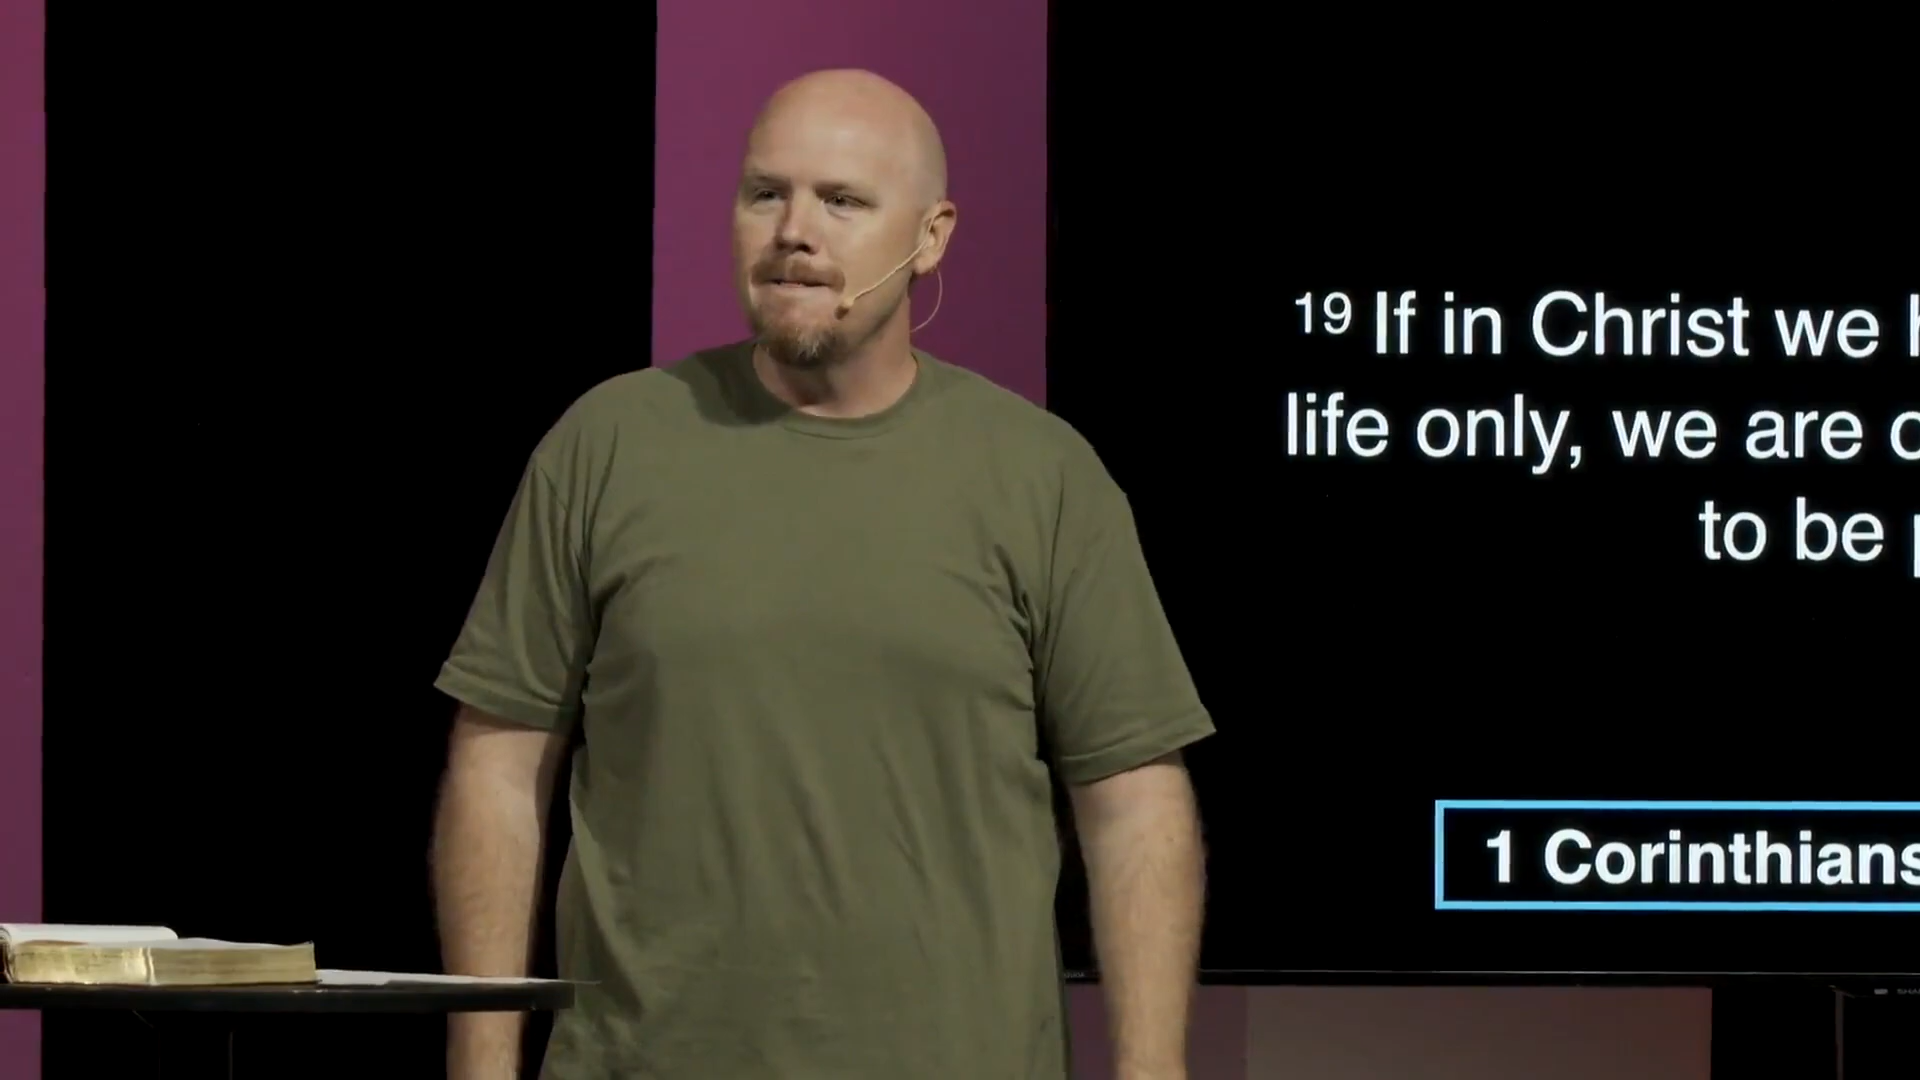 19 If in Christ we
life only, we are
to be
1 Corinthians